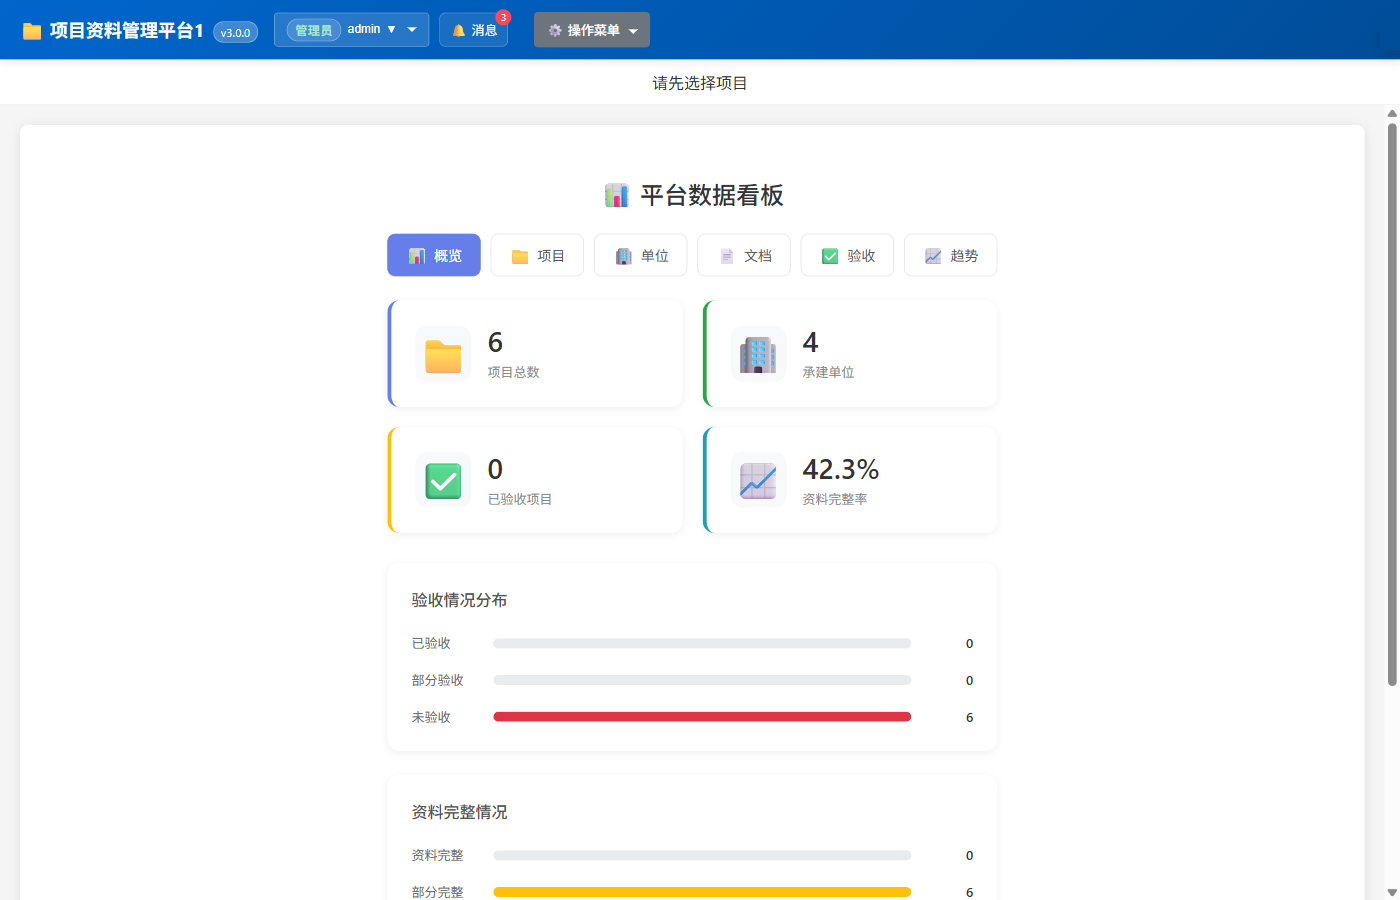 项目资料管理平台1 v3.0.0 管理员 admin ▼ 消息 3 操作菜单
请先选择项目
平台数据看板
概览 项目 单位 文档 验收 趋势
6
项目总数
4
承建单位
0
已验收项目
42.3%
资料完整率
验收情况分布
已验收 0
部分验收 0
未验收 6
资料完整情况
资料完整 0
部分完整 6